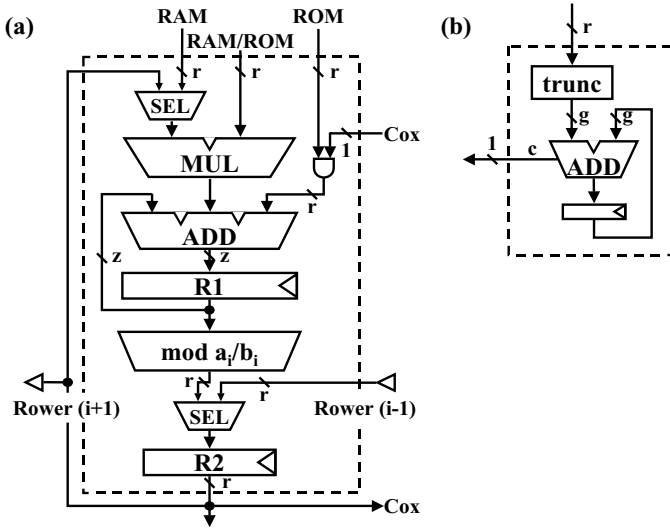 (a)
RAM
ROM
RAM/ROM
r
r
r
SEL
1
Cox
MUL
r
ADD
z
z
R1
mod a_i/b_i
r
r
Rower (i+1)
SEL
Rower (i-1)
R2
r
Cox
(b)
r
trunc
g
g
1
c
ADD